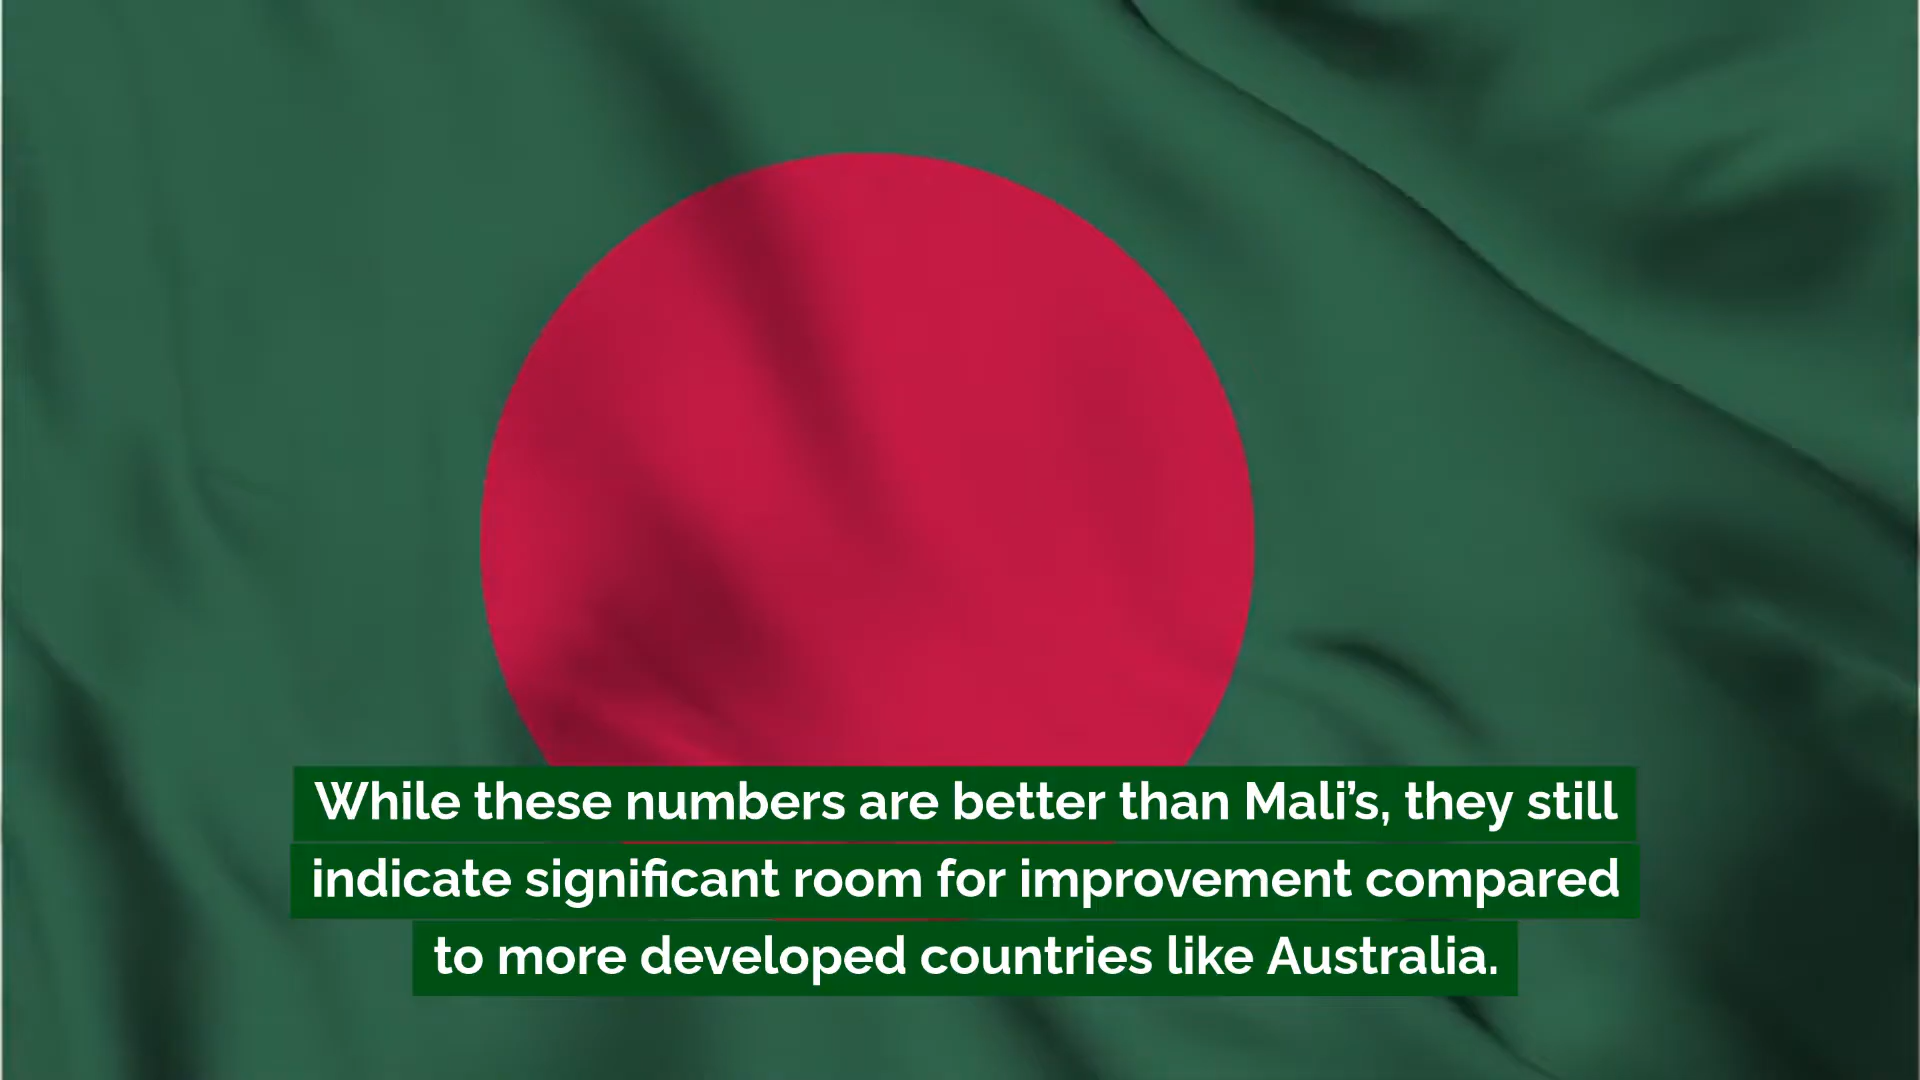 While these numbers are better than Mali’s, they still
indicate significant room for improvement compared
to more developed countries like Australia.